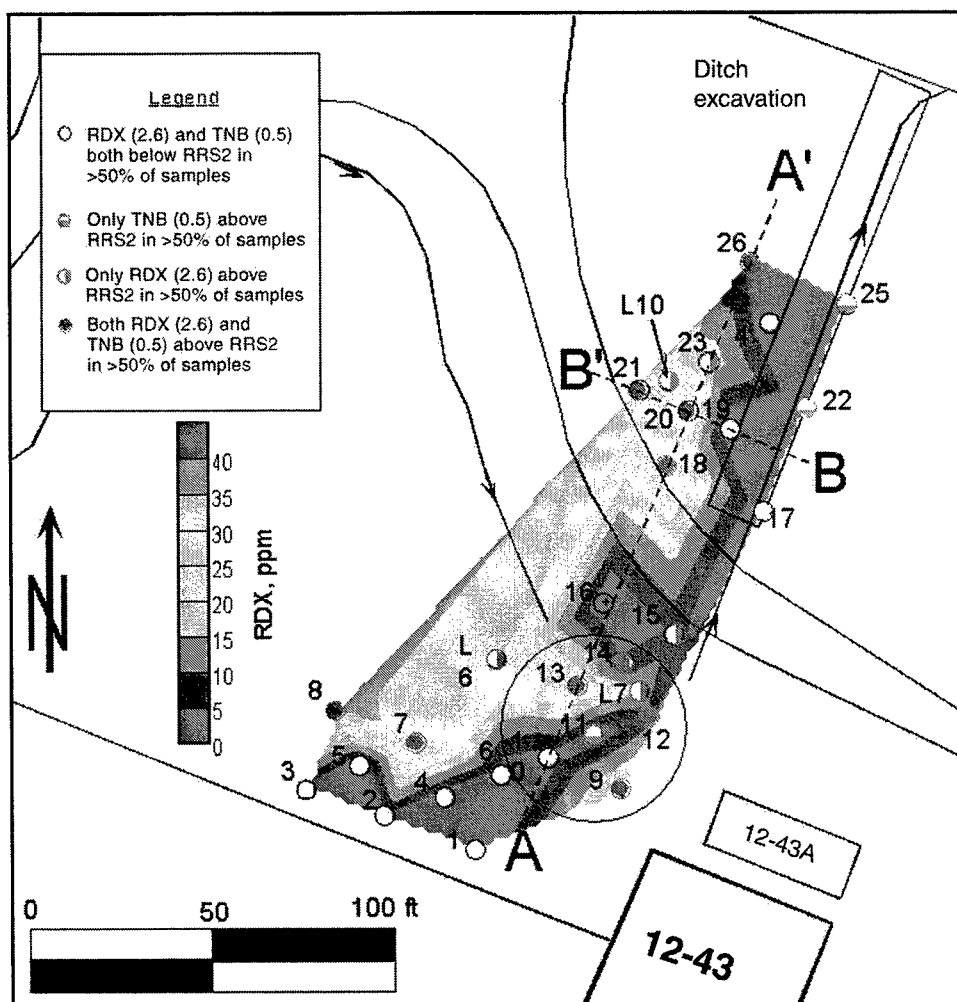 Legend
RDX (2.6) and TNB (0.5)
both below RRS2 in
>50% of samples
Only TNB (0.5) above
RRS2 in >50% of samples
Only RDX (2.6) above
RRS2 in >50% of samples
Both RDX (2.6) and
TNB (0.5) above RRS2
in >50% of samples
Ditch
excavation
A'
26
25
L10
23
B'
21
22
20
19
B
18
17
40
35
30
25
20
15
10
5
0
RDX, ppm
N
16
15
L
6
14
13
L7
8
7
11
12
6
1
0
5
3
4
9
2
1
A
12-43A
12-43
0
50
100 ft